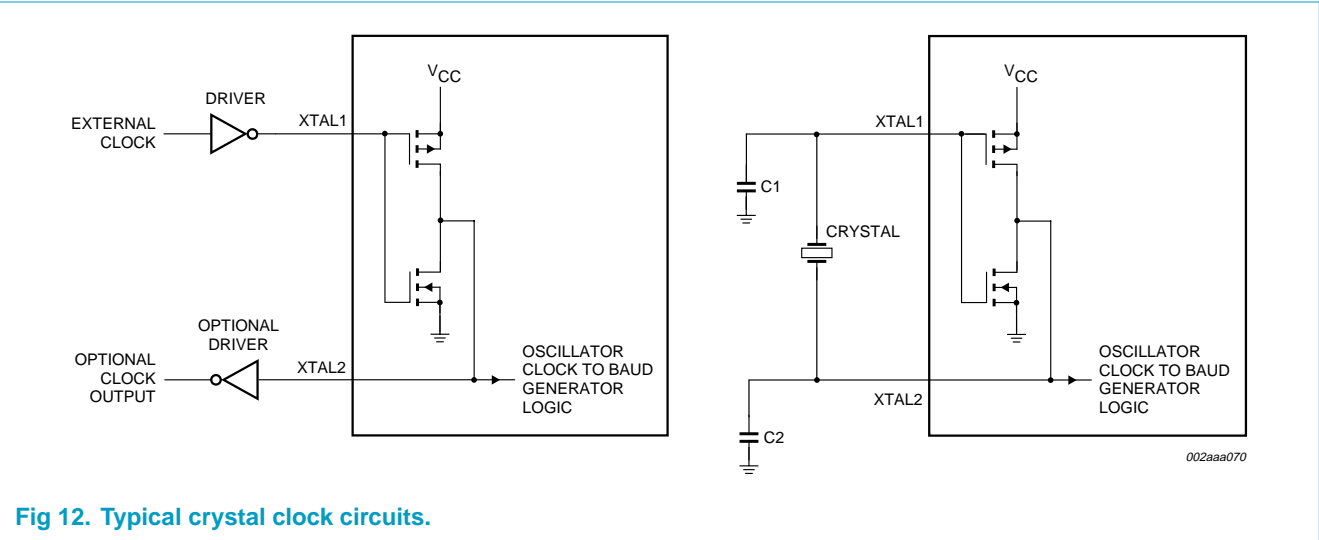 VCC
DRIVER
EXTERNAL
CLOCK
XTAL1
OPTIONAL
DRIVER
OPTIONAL
CLOCK
OUTPUT
XTAL2
OSCILLATOR
CLOCK TO BAUD
GENERATOR
LOGIC
VCC
XTAL1
C1
CRYSTAL
OSCILLATOR
CLOCK TO BAUD
GENERATOR
LOGIC
XTAL2
C2
002aaa070
Fig 12. Typical crystal clock circuits.